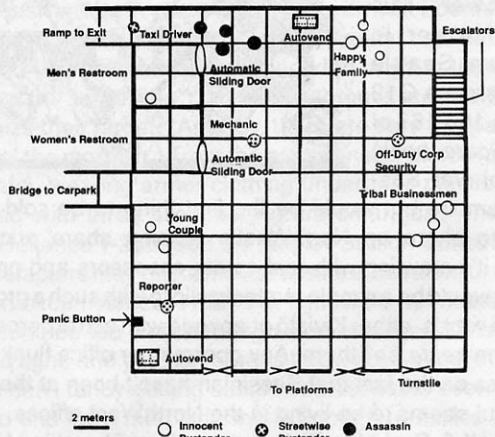 Ramp to Exit
Taxi Driver
Autovend
Escalators
Happy
Family
Men's Restroom
Automatic
Sliding Door
Mechanic
Women's Restroom
Automatic
Sliding Door
Off-Duty Corp
Security
Bridge to Carpark
Tribal Businessmen
Young
Couple
Reporter
Panic Button
Autovend
To Platforms
Turnstile
2 meters
Innocent
Streetwise
Assassin